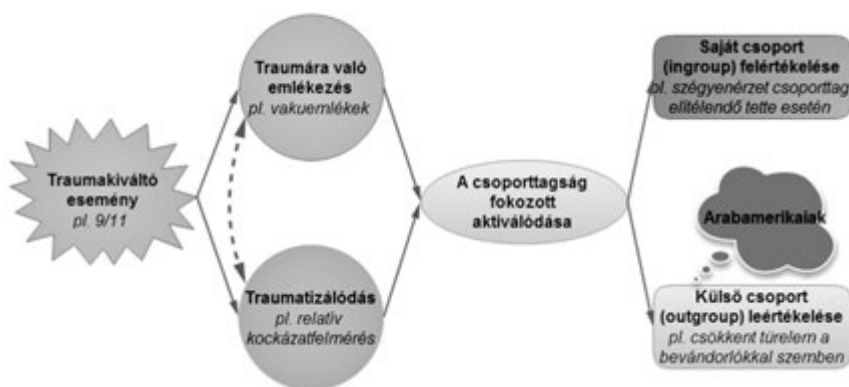 Traumakiváltó
esemény
pl. 9/11
Traumára való
emlékezés
pl. vakuemlékek
Traumatizálódás
pl. relatív
kockázatfelmérés
A csoporttagság
fokozott
aktiválódása
Saját csoport
(ingroup) felértékelése
pl. szégyenérzet csoporttag
elítélendő tette esetén
Arabamerikaiak
Külső csoport
(outgroup) leértékelése
pl. csökkent türelem a
bevándorlókkal szemben